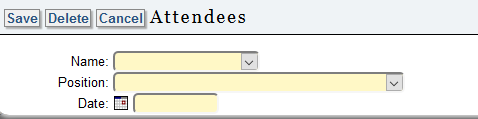 Save Delete Cancel Attendees
Name:
Position:
Date: